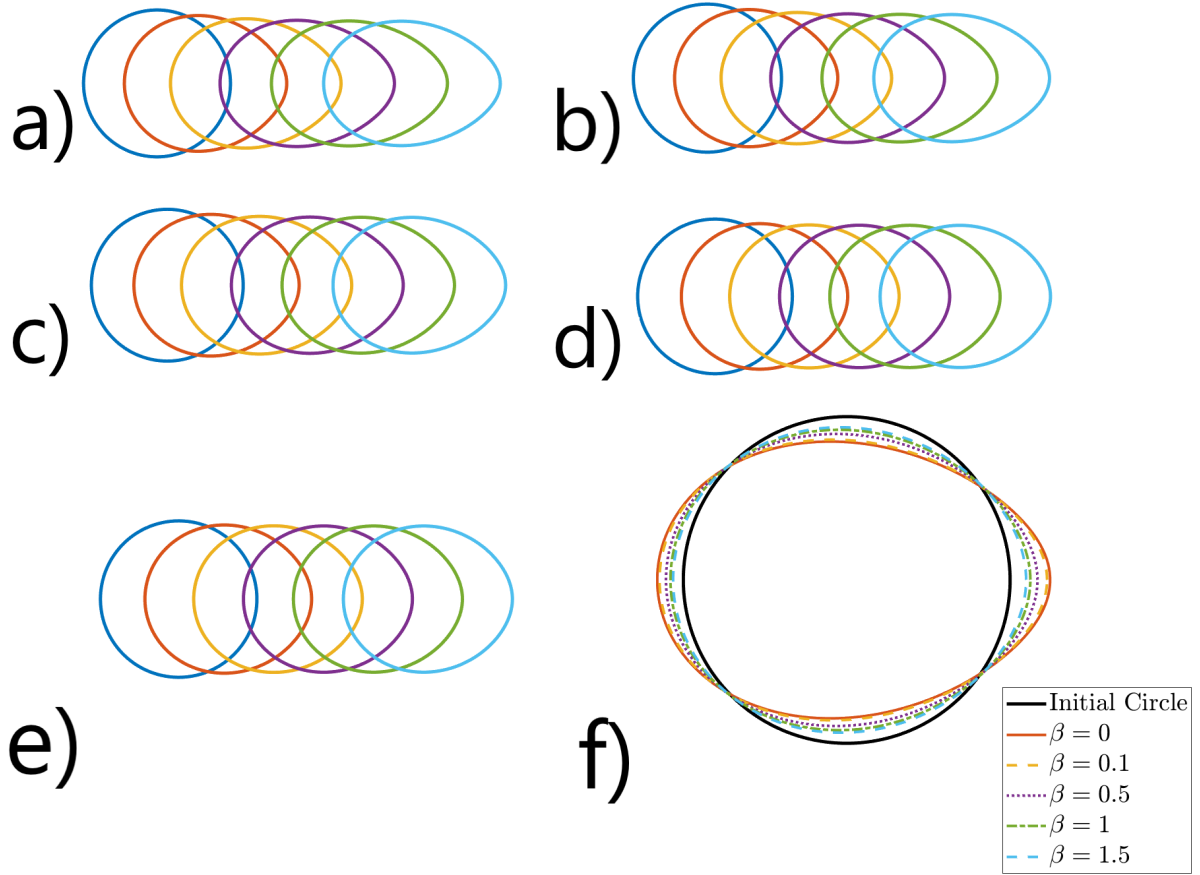 a)
b)
c)
d)
e)
f)
Initial Circle
β = 0
β = 0.1
β = 0.5
β = 1
β = 1.5